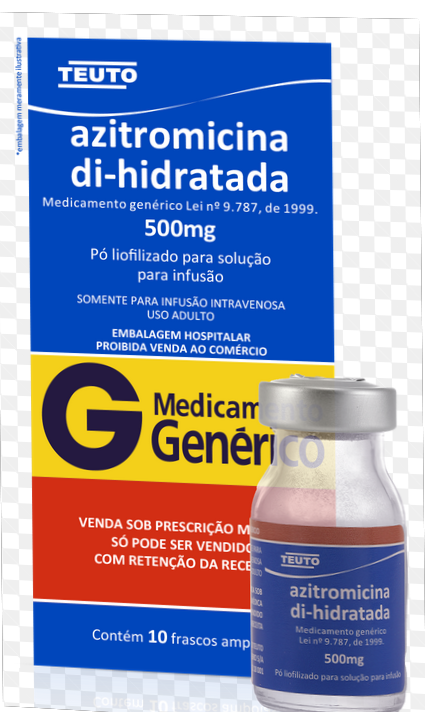 *embalagem meramente ilustrativa
TEUTO
azitromicina
di-hidratada
Medicamento genérico Lei nº 9.787, de 1999.
500mg
Pó liofilizado para solução
para infusão
SOMENTE PARA INFUSÃO INTRAVENOSA
USO ADULTO
EMBALAGEM HOSPITALAR
PROIBIDA VENDA AO COMÉRCIO
G Medicamento
Genérico
VENDA SOB PRESCRIÇÃO M
SÓ PODE SER VENDIDO
COM RETENÇÃO DA RECE
Contém 10 frascos amp
TEUTO
azitromicina
di-hidratada
Medicamento genérico
Lei nº 9.787, de 1999.
500mg
Pó liofilizado para solução para infusão